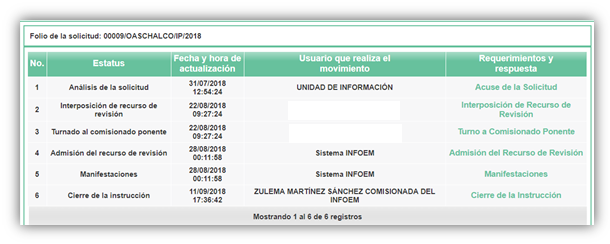 Folio de la solicitud: 00009/OASCHALCO/IP/2018
No. Estatus Fecha y hora de actualización Usuario que realiza el movimiento Requerimientos y respuesta
1 Análisis de la solicitud 31/07/2018 12:54:24 UNIDAD DE INFORMACIÓN Acuse de la Solicitud
2 Interposición de recurso de revisión 22/08/2018 09:27:24 Interposición de Recurso de Revisión
3 Turnado al comisionado ponente 22/08/2018 09:27:24 Turno a Comisionado Ponente
4 Admisión del recurso de revisión 28/08/2018 00:11:58 Sistema INFOEM Admisión del Recurso de Revisión
5 Manifestaciones 28/08/2018 00:11:58 Sistema INFOEM Manifestaciones
6 Cierre de la instrucción 11/09/2018 17:36:42 ZULEMA MARTÍNEZ SÁNCHEZ COMISIONADA DEL INFOEM Cierre de la Instrucción
Mostrando 1 al 6 de 6 registros